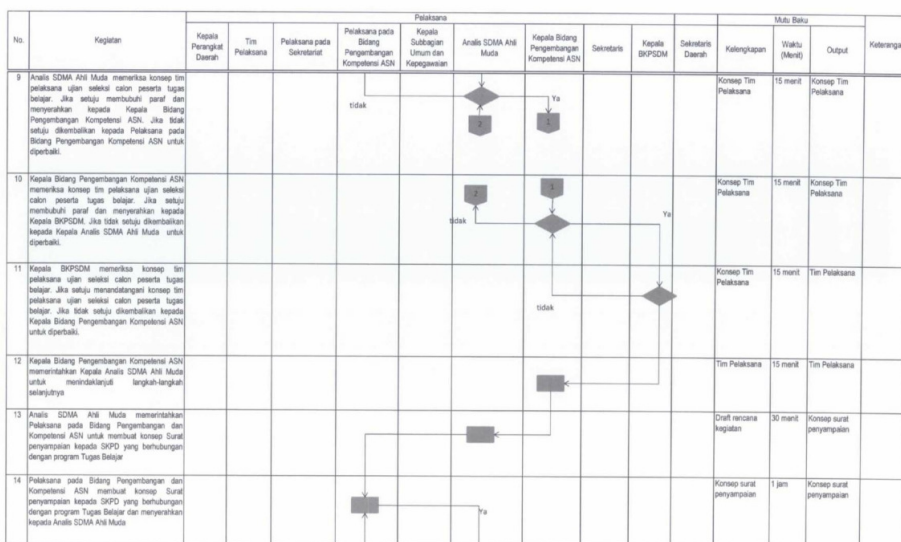 Pelaksana
Mutu Baku
No.
Kegiatan
Kepala
Perangkat
Daerah
Tim
Pelaksana
Pelaksana pada
Sekretariat
Pelaksana pada
Bidang
Pengembangan
Kompetensi ASN
Kepala
Subbagian
Umum dan
Kepegawaian
Analis SDMA Ahli
Muda
Kepala Bidang
Pengembangan
Kompetensi ASN
Sekretaris
Kepala
BKPSDM
Sekretaris
Daerah
Kelengkapan
Waktu
(Menit)
Output
Keteranga
9
Analis SDMA Ahli Muda memeriksa konsep tim
pelaksana ujian seleksi calon peserta tugas
belajar. Jika setuju membubuhi paraf dan
menyerahkan kepada Kepala Bidang
Pengembangan Kompetensi ASN. Jika tidak
setuju dikembalikan kepada Pelaksana pada
Bidang Pengembangan Kompetensi ASN untuk
diperbaiki.
tidak
Ya
2
1
Konsep Tim
Pelaksana
15 menit
Konsep Tim
Pelaksana
10
Kepala Bidang Pengembangan Kompetensi ASN
memeriksa konsep tim pelaksana ujian seleksi
calon peserta tugas belajar. Jika setuju
membubuhi paraf dan menyerahkan kepada
Kepala BKPSDM. Jika tidak setuju dikembalikan
kepada Kepala Analis SDMA Ahli Muda untuk
diperbaiki.
2
1
tidak
Ya
Konsep Tim
Pelaksana
15 menit
Konsep Tim
Pelaksana
11
Kepala BKPSDM memeriksa konsep tim
pelaksana ujian seleksi calon peserta tugas
belajar. Jika setuju menandatangani konsep tim
pelaksana ujian seleksi calon peserta tugas
belajar. Jika tidak setuju dikembalikan kepada
Kepala Bidang Pengembangan Kompetensi ASN
untuk diperbaiki.
tidak
Konsep Tim
Pelaksana
15 menit
Tim Pelaksana
12
Kepala Bidang Pengembangan Kompetensi ASN
memerintahkan Kepala Analis SDMA Ahli Muda
untuk menindaklanjuti langkah-langkah
selanjutnya
Tim Pelaksana
15 menit
Tim Pelaksana
13
Analis SDMA Ahli Muda memerintahkan
Pelaksana pada Bidang Pengembangan dan
Kompetensi ASN untuk membuat konsep Surat
penyampaian kepada SKPD yang berhubungan
dengan program Tugas Belajar
Draft rencana
kegiatan
30 menit
Konsep surat
penyampaian
14
Pelaksana pada Bidang Pengembangan dan
Kompetensi ASN membuat konsep Surat
penyampaian kepada SKPD yang berhubungan
dengan program Tugas Belajar dan menyerahkan
kepada Analis SDMA Ahli Muda
Ya
Konsep surat
penyampaian
1 jam
Konsep surat
penyampaian